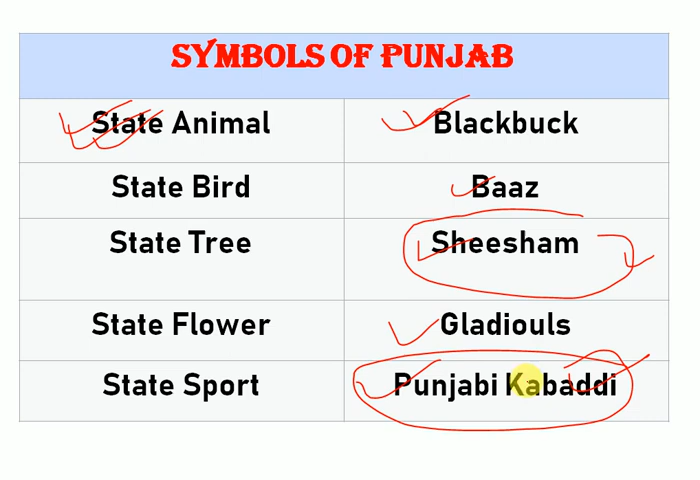 SYMBOLS OF PUNJAB
State Animal Blackbuck
State Bird Baaz
State Tree Sheesham
State Flower Gladiouls
State Sport Punjabi Kabaddi